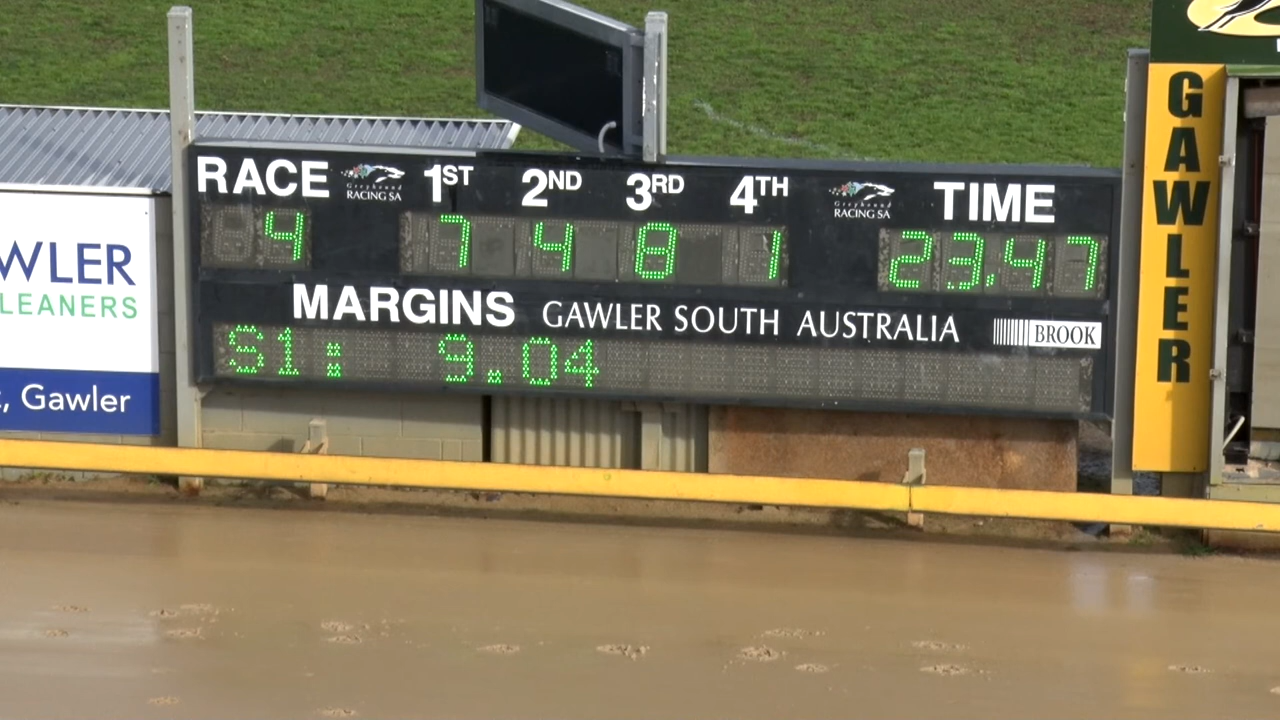 RACE 1ST 2ND 3RD 4TH TIME
Greyhound RACING SA
Greyhound RACING SA
4 7 4 8 1 23.47
MARGINS GAWLER SOUTH AUSTRALIA BROOK
S1: 9.04
WLER
LEANERS
, Gawler
GAWLER